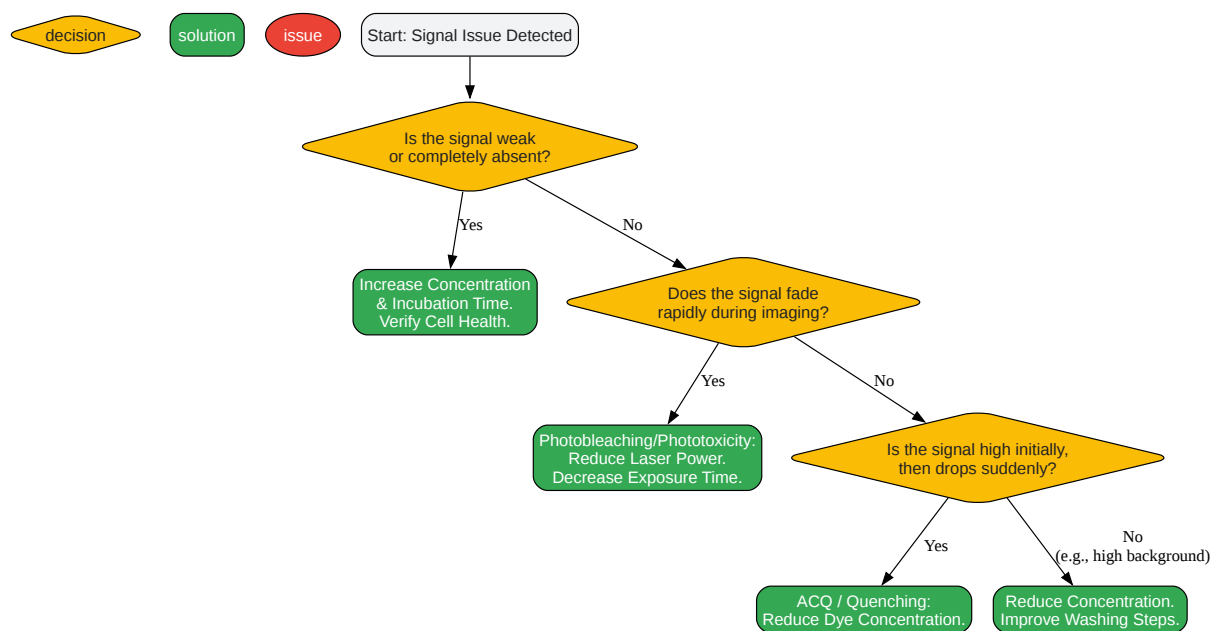 decision
solution
issue
Start: Signal Issue Detected
Is the signal weak
or completely absent?
Yes
No
Increase Concentration
& Incubation Time.
Verify Cell Health.
Does the signal fade
rapidly during imaging?
Yes
No
Photobleaching/Phototoxicity:
Reduce Laser Power.
Decrease Exposure Time.
Is the signal high initially,
then drops suddenly?
Yes
No
(e.g., high background)
ACQ / Quenching:
Reduce Dye Concentration.
Reduce Concentration.
Improve Washing Steps.